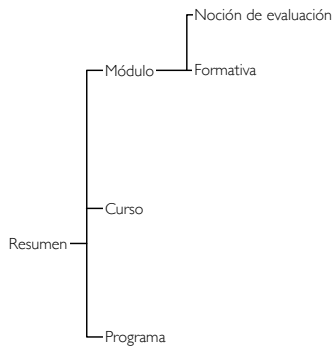 Noción de evaluación
Módulo
Formativa
Curso
Resumen
Programa